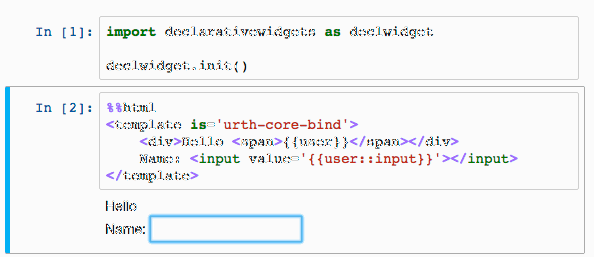 In [1]: import declarativewidgets as declwidget
declwidget.init()
In [2]: %%html
<template is='urth-core-bind'>
<div>Hello <span>{{user}}</span></div>
Name: <input value='{{user::input}}'></input>
</template>
Hello
Name: